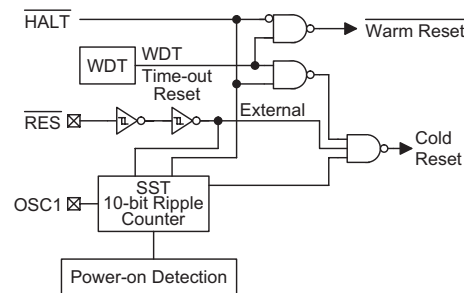 HALT
Warm Reset
WDT
WDT
Time-out
Reset
RES
External
Cold
Reset
OSC1
SST
10-bit Ripple
Counter
Power-on Detection